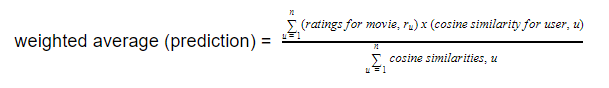 weighted average (prediction) = n ∑ u = 1 (ratings for movie, rᵤ) x (cosine similarity for user, u)
n ∑ u = 1 cosine similarities, u